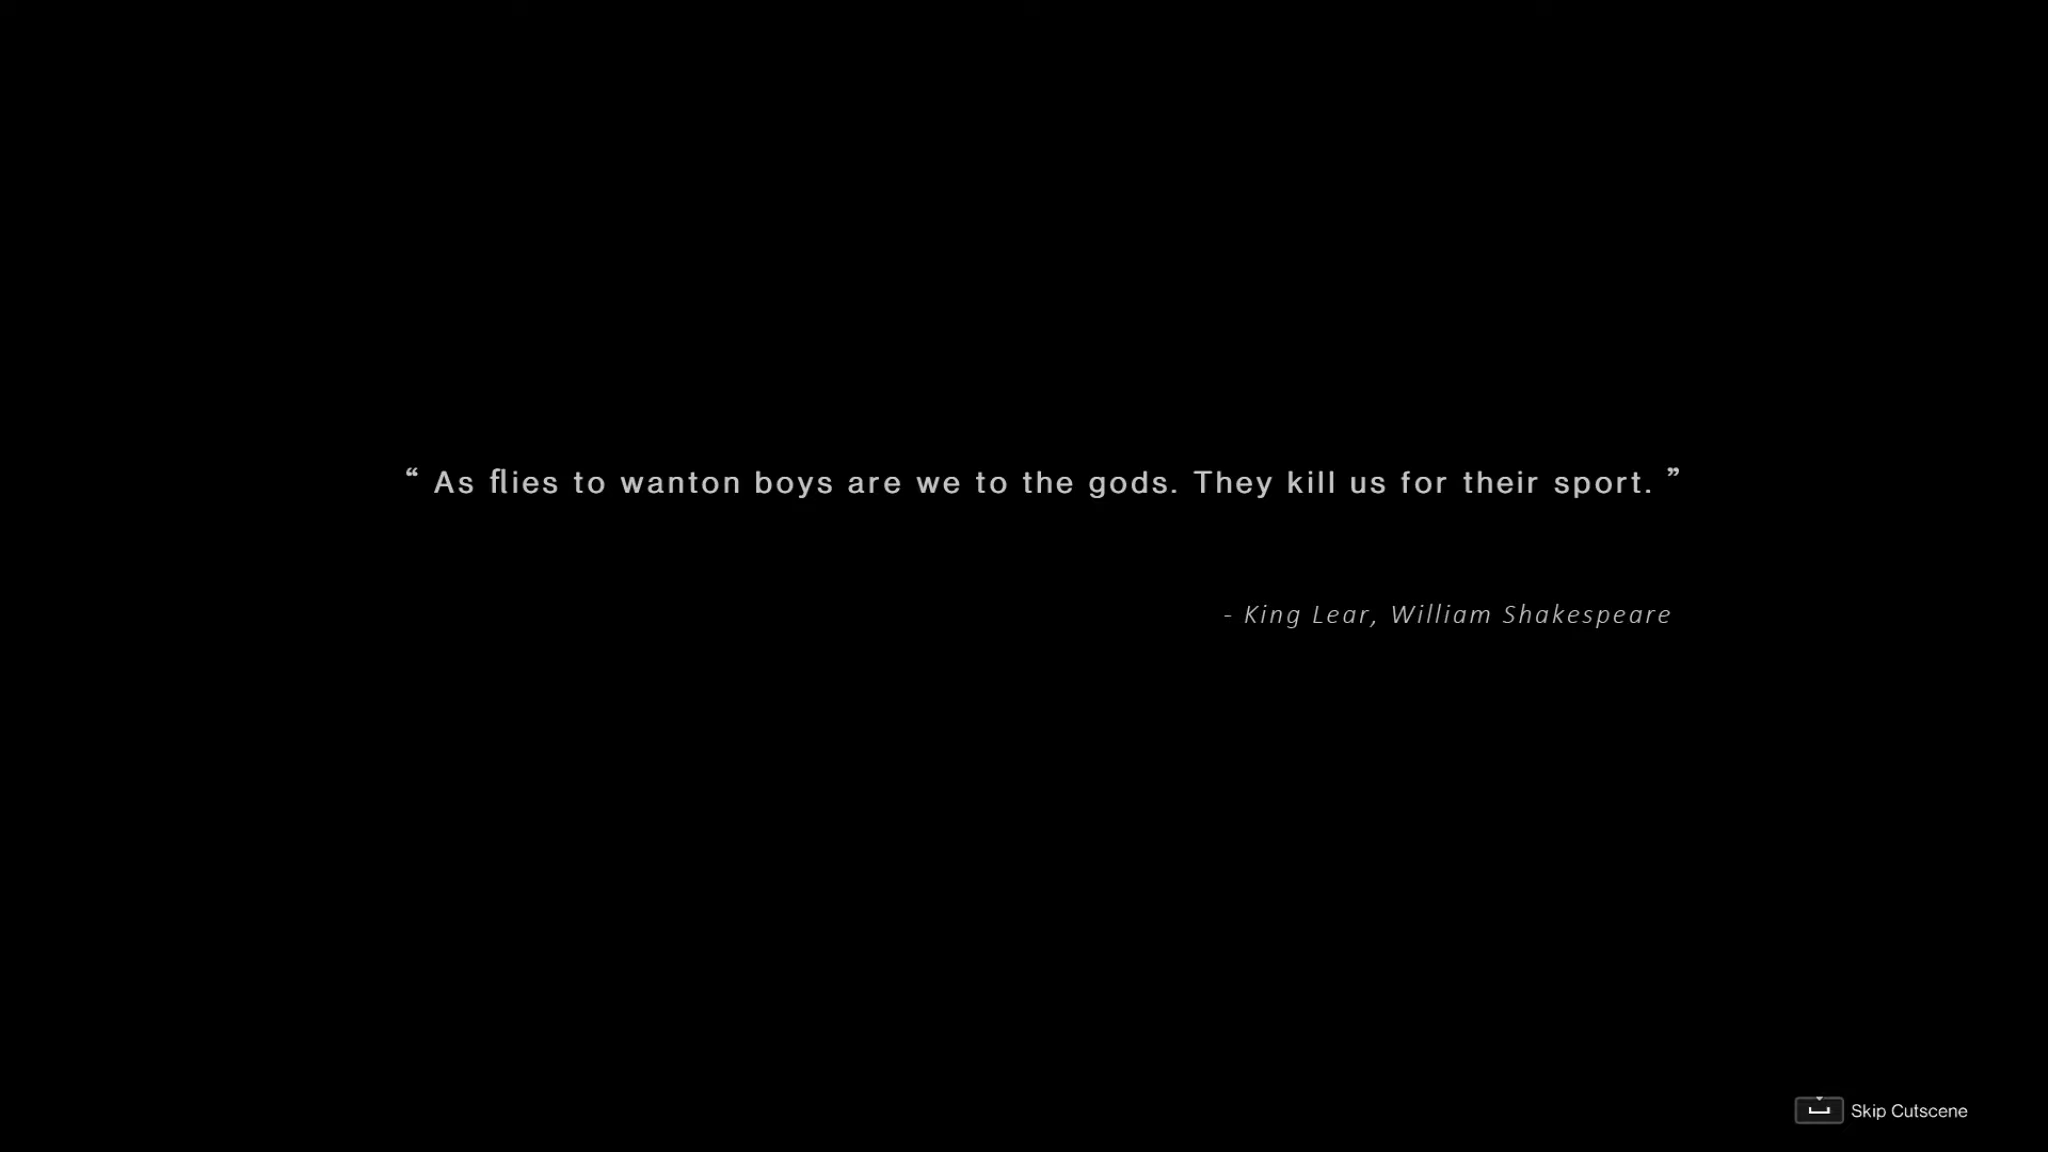 “ As flies to wanton boys are we to the gods. They kill us for their sport. ”
- King Lear, William Shakespeare
Skip Cutscene